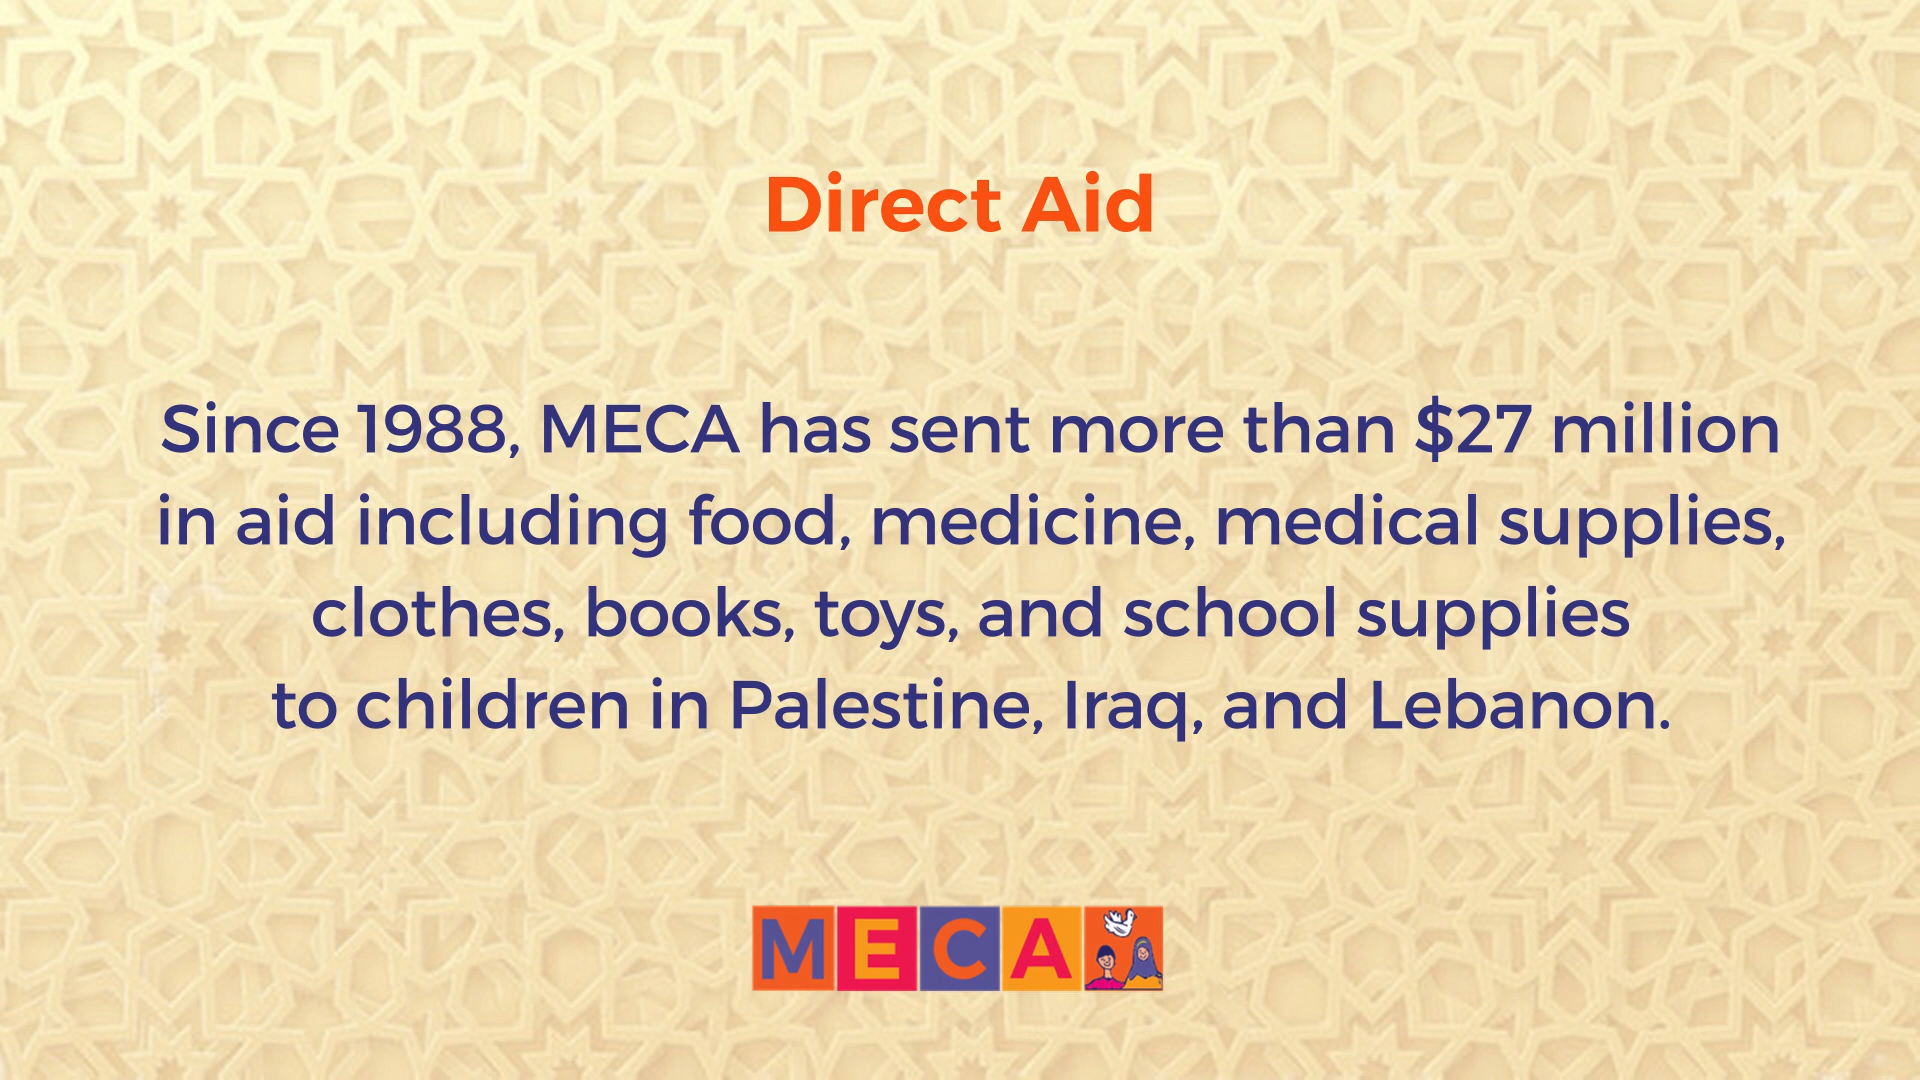 Direct Aid
Since 1988, MECA has sent more than $27 million
in aid including food, medicine, medical supplies,
clothes, books, toys, and school supplies
to children in Palestine, Iraq, and Lebanon.
MECA